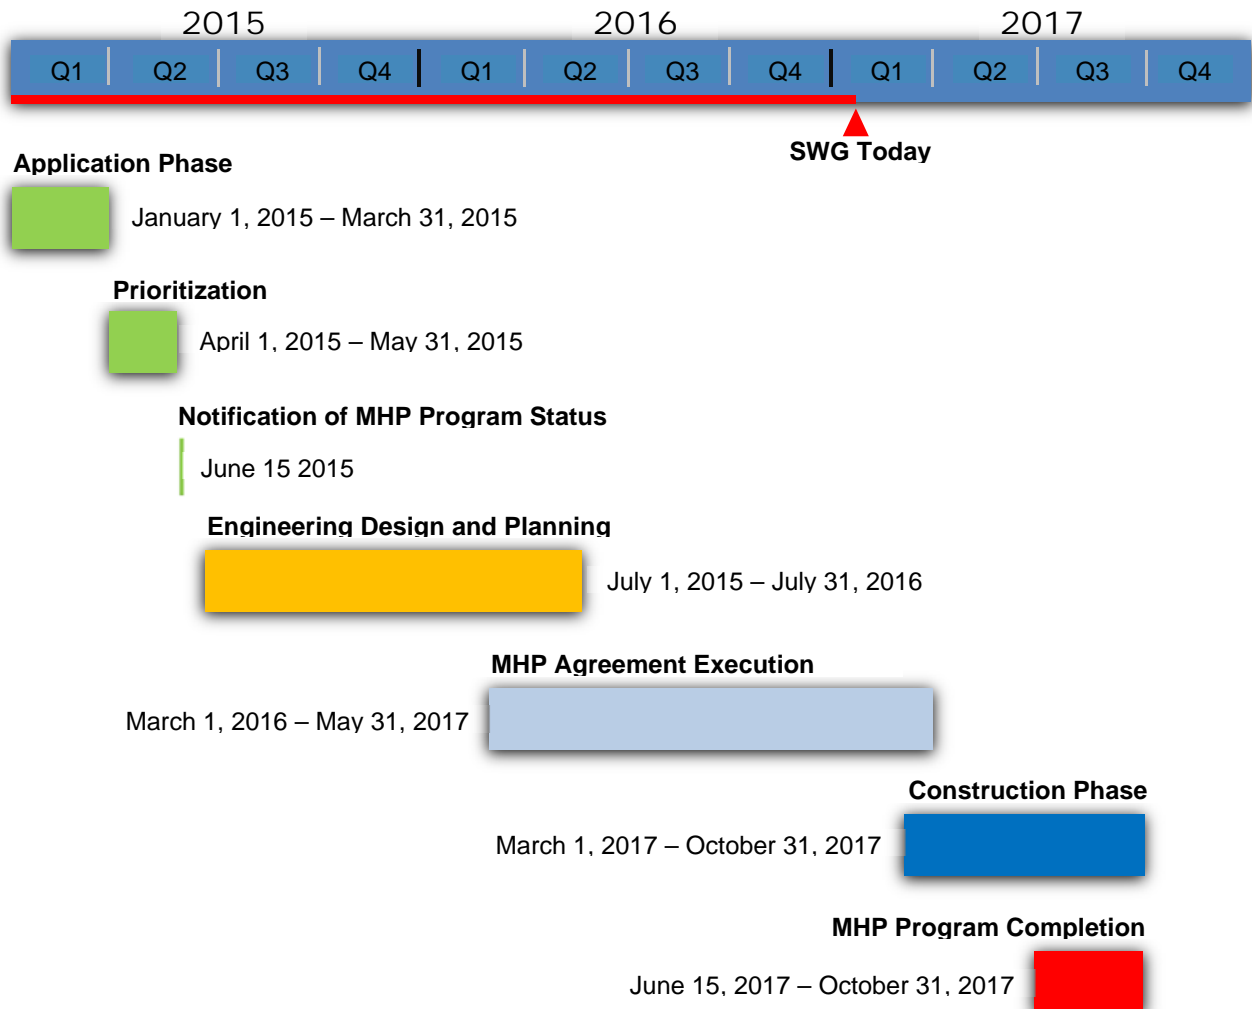 2015 2016 2017
Q1 Q2 Q3 Q4 Q1 Q2 Q3 Q4 Q1 Q2 Q3 Q4
SWG Today
Application Phase
January 1, 2015 – March 31, 2015
Prioritization
April 1, 2015 – May 31, 2015
Notification of MHP Program Status
June 15 2015
Engineering Design and Planning
July 1, 2015 – July 31, 2016
MHP Agreement Execution
March 1, 2016 – May 31, 2017
Construction Phase
March 1, 2017 – October 31, 2017
MHP Program Completion
June 15, 2017 – October 31, 2017